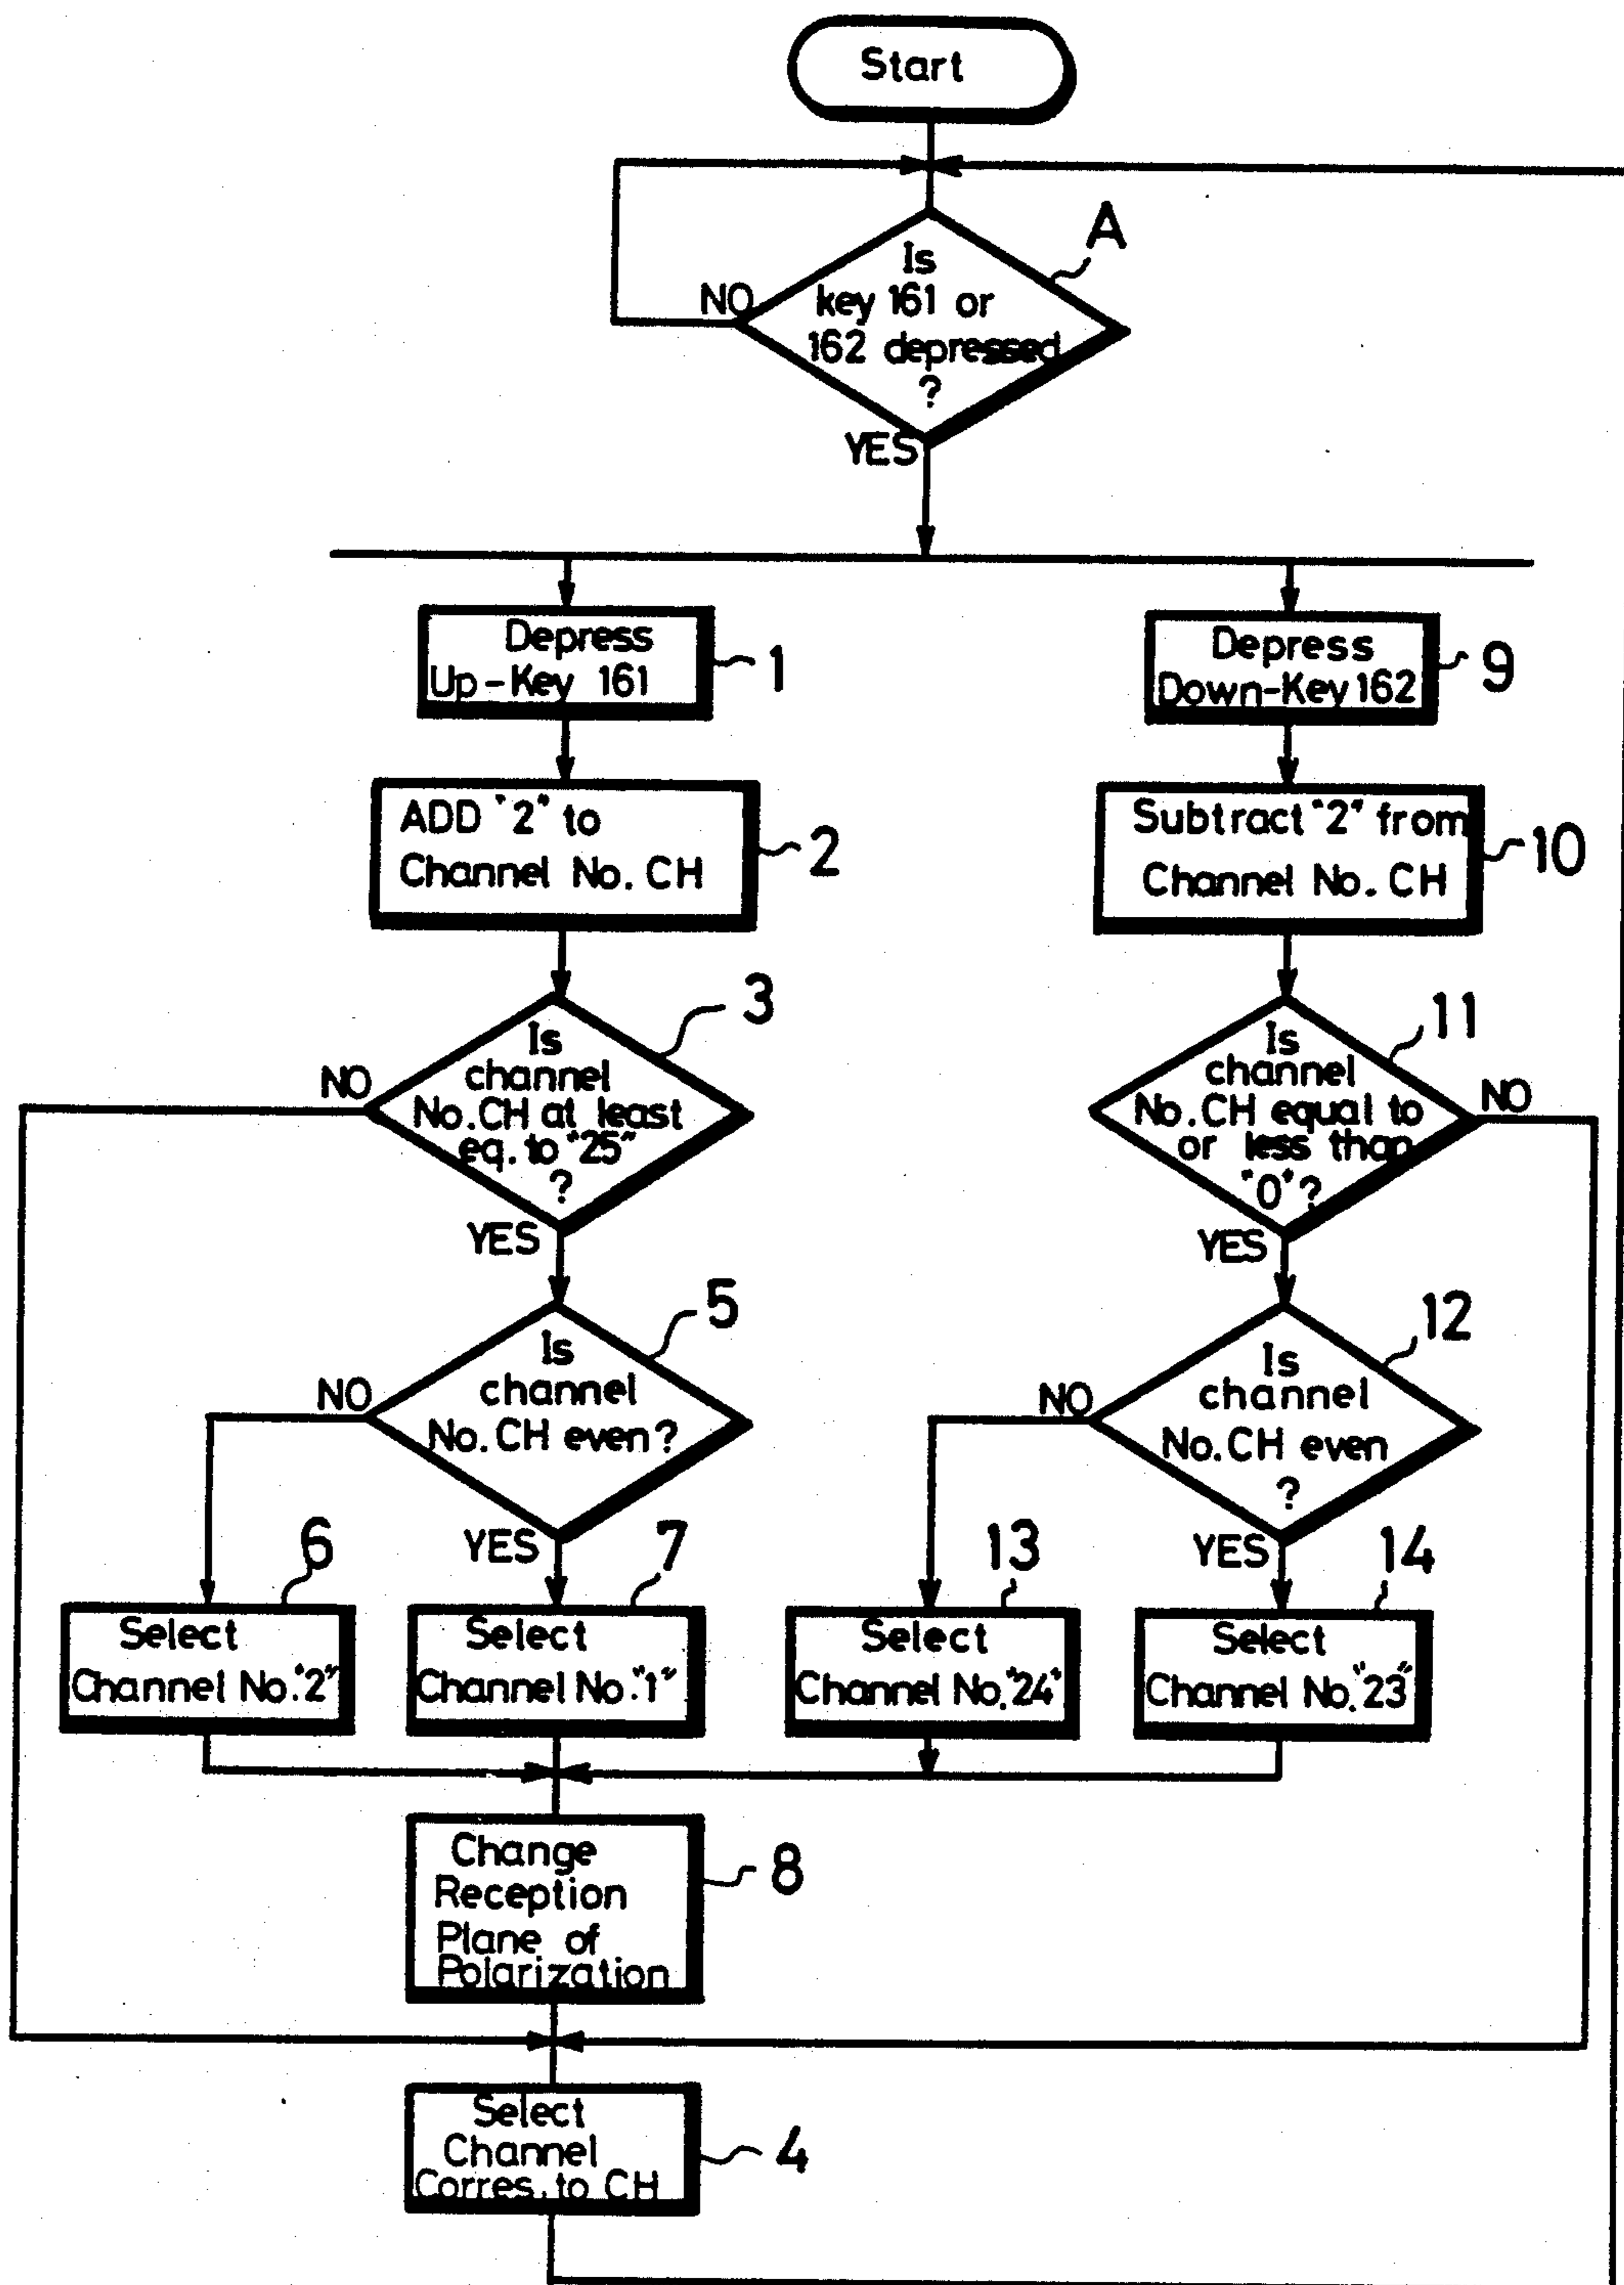 Start
A
Is
key 161 or
162 depressed
?
NO
YES
Depress
Up-Key 161
1
Depress
Down-Key 162
9
ADD "2" to
Channel No. CH
2
Subtract "2" from
Channel No. CH
10
3
Is
channel
No. CH at least
eq. to "25"
?
NO
YES
11
Is
channel
No. CH equal to
or less than
"0"?
NO
YES
5
Is
channel
No. CH even?
NO
YES
12
Is
channel
No. CH even
?
NO
YES
6
Select
Channel No. "2"
7
Select
Channel No. "1"
13
Select
Channel No. "24"
14
Select
Channel No. "23"
Change
Reception
Plane of
Polarization
8
Select
Channel
Corres. to CH
4